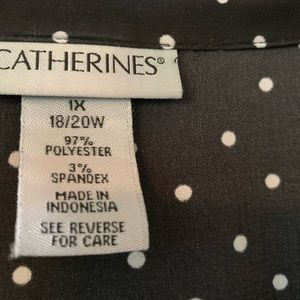 CATHERINES®
1X
18/20W
97%
POLYESTER
3%
SPANDEX
MADE IN
INDONESIA
SEE REVERSE
FOR CARE